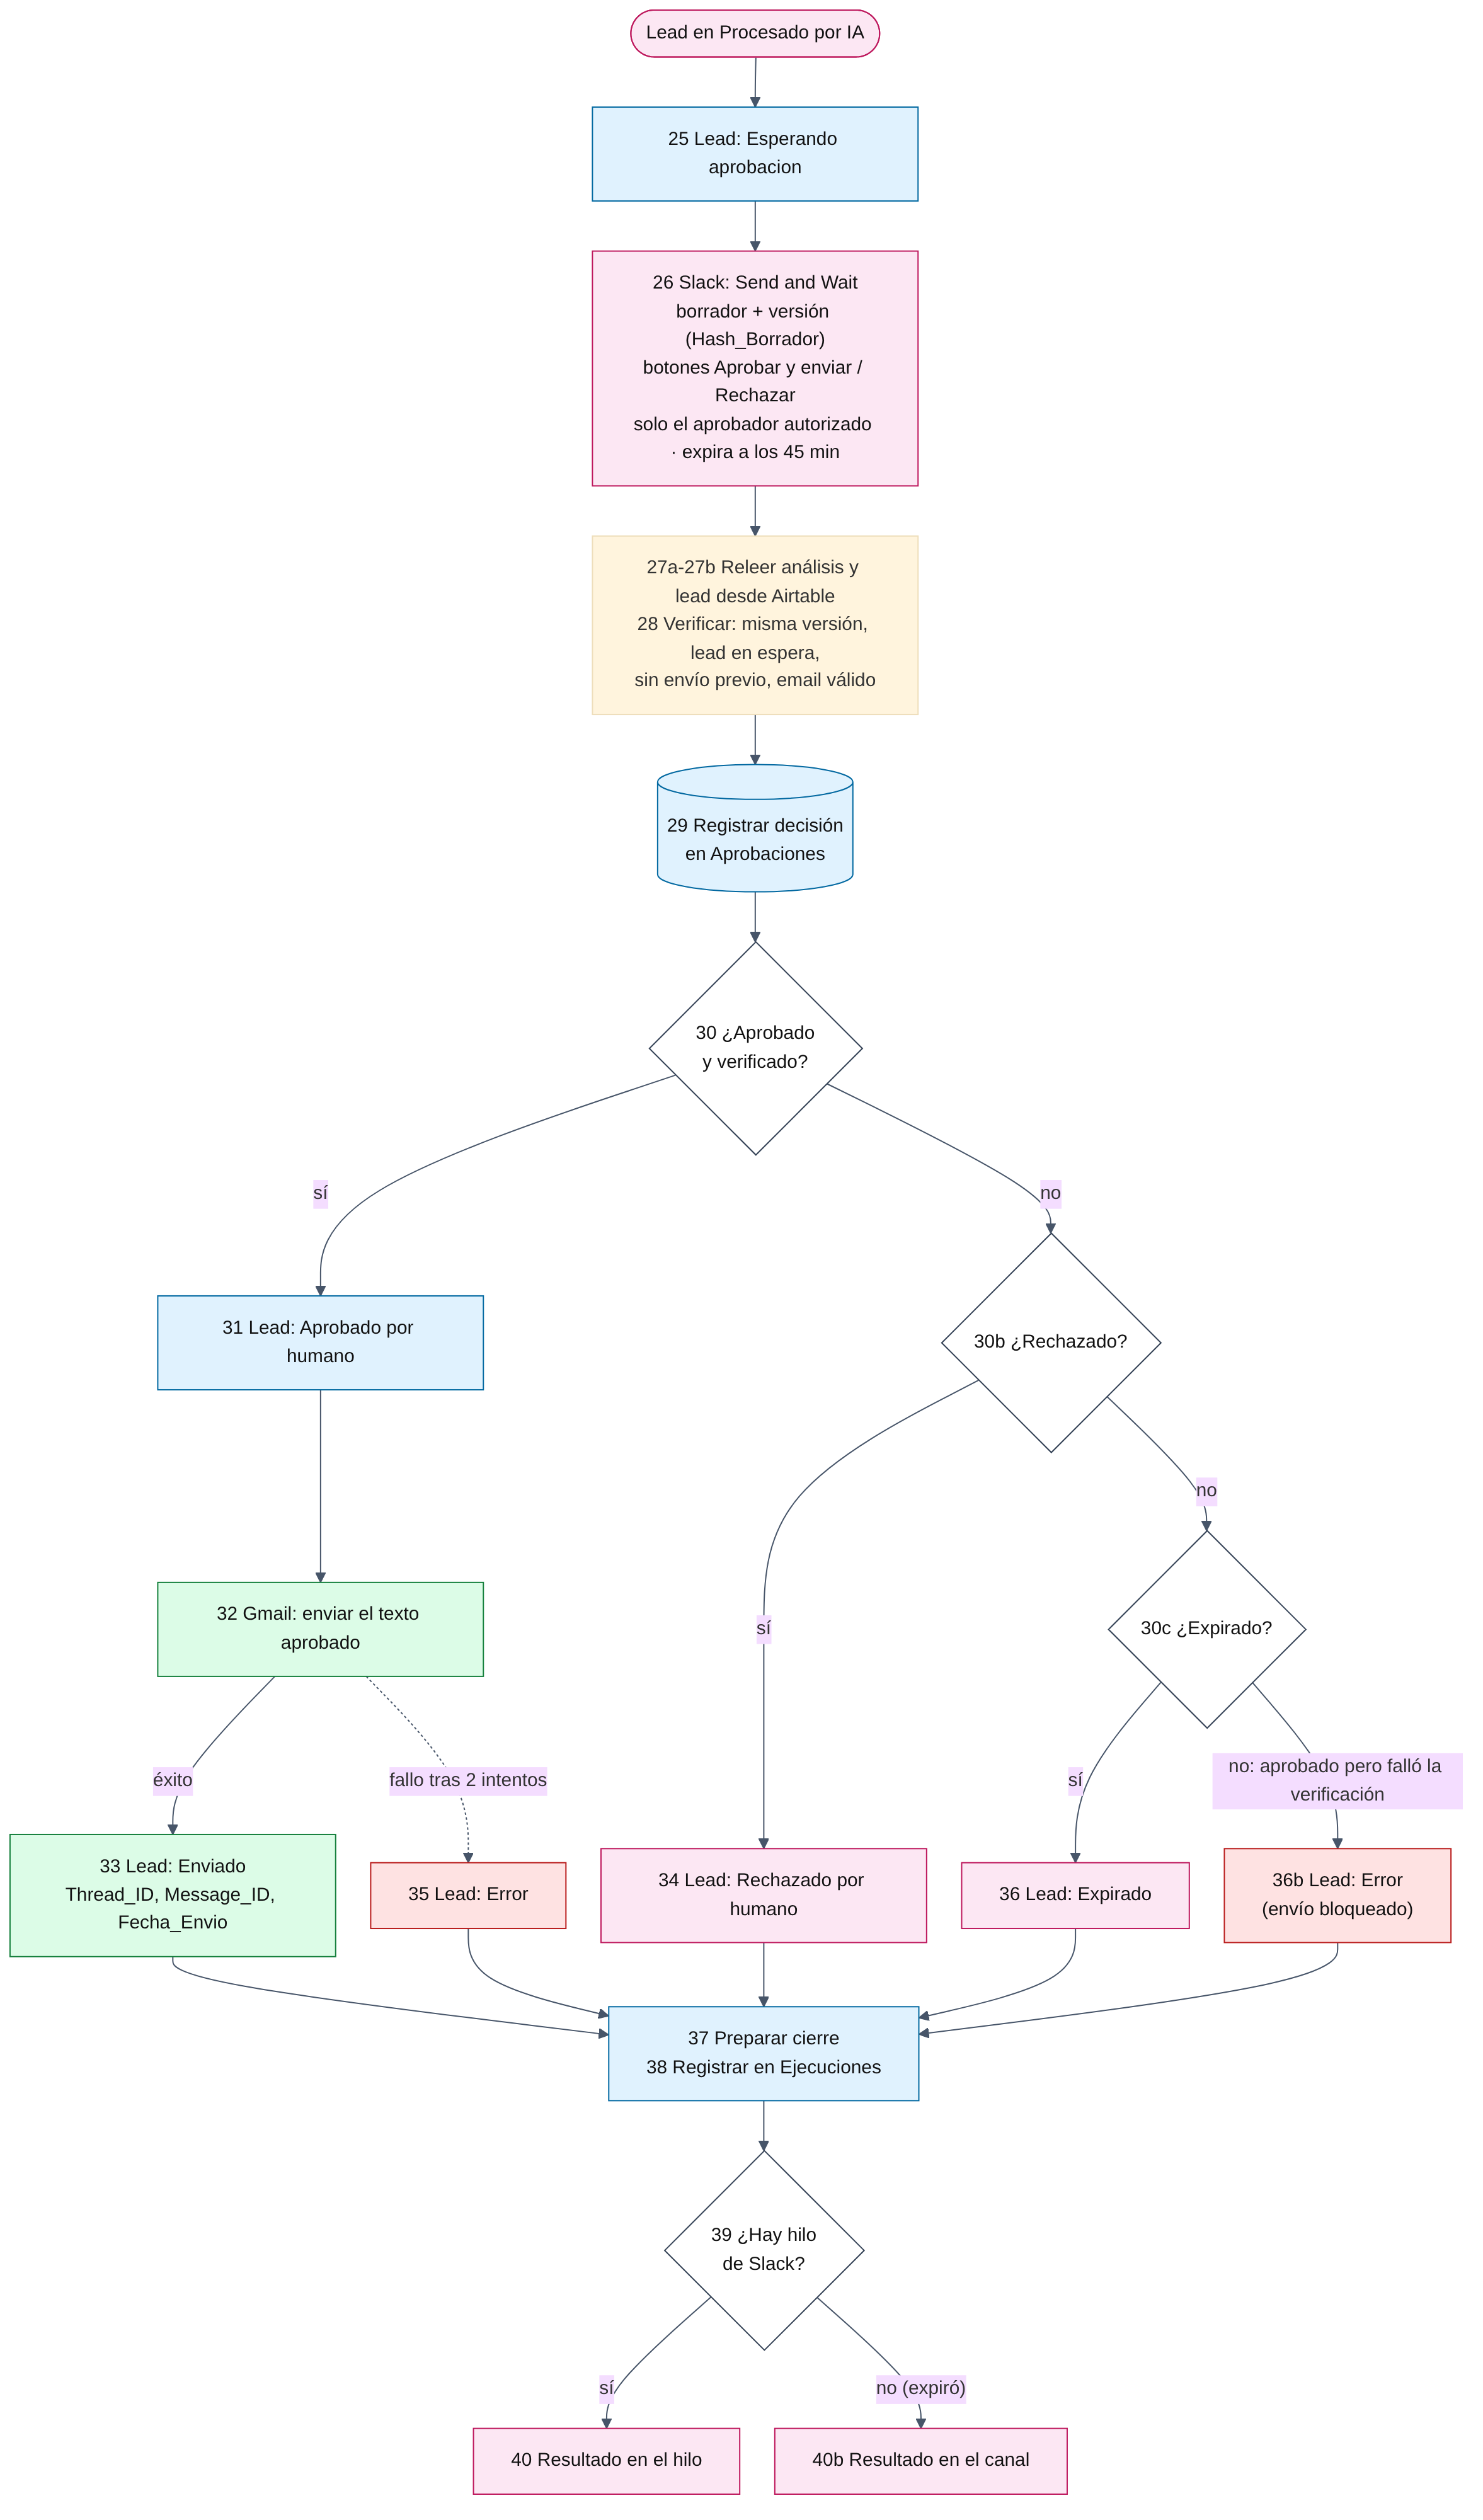 Lead en Procesado por IA
25 Lead: Esperando
aprobacion
26 Slack: Send and Wait
borrador + versión
(Hash_Borrador)
botones Aprobar y enviar /
Rechazar
solo el aprobador autorizado
· expira a los 45 min
27a-27b Releer análisis y
lead desde Airtable
28 Verificar: misma versión,
lead en espera,
sin envío previo, email válido
29 Registrar decisión
en Aprobaciones
30 ¿Aprobado
y verificado?
sí
no
31 Lead: Aprobado por
humano
30b ¿Rechazado?
no
32 Gmail: enviar el texto
aprobado
sí
30c ¿Expirado?
éxito
fallo tras 2 intentos
sí
no: aprobado pero falló la
verificación
33 Lead: Enviado
Thread_ID, Message_ID,
Fecha_Envio
35 Lead: Error
34 Lead: Rechazado por
humano
36 Lead: Expirado
36b Lead: Error
(envío bloqueado)
37 Preparar cierre
38 Registrar en Ejecuciones
39 ¿Hay hilo
de Slack?
sí
no (expiró)
40 Resultado en el hilo
40b Resultado en el canal